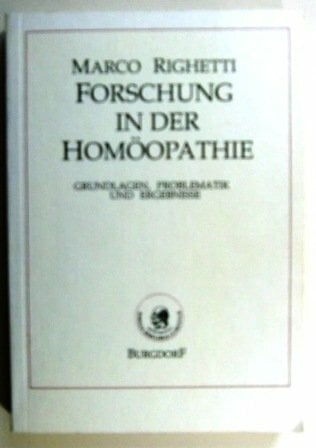 MARCO RIGHETTI
FORSCHUNG
IN DER
HOMÖOPATHIE
GRUNDLAGEN, PROBLEMATIK
UND ERGEBNISSE
BURGDORF